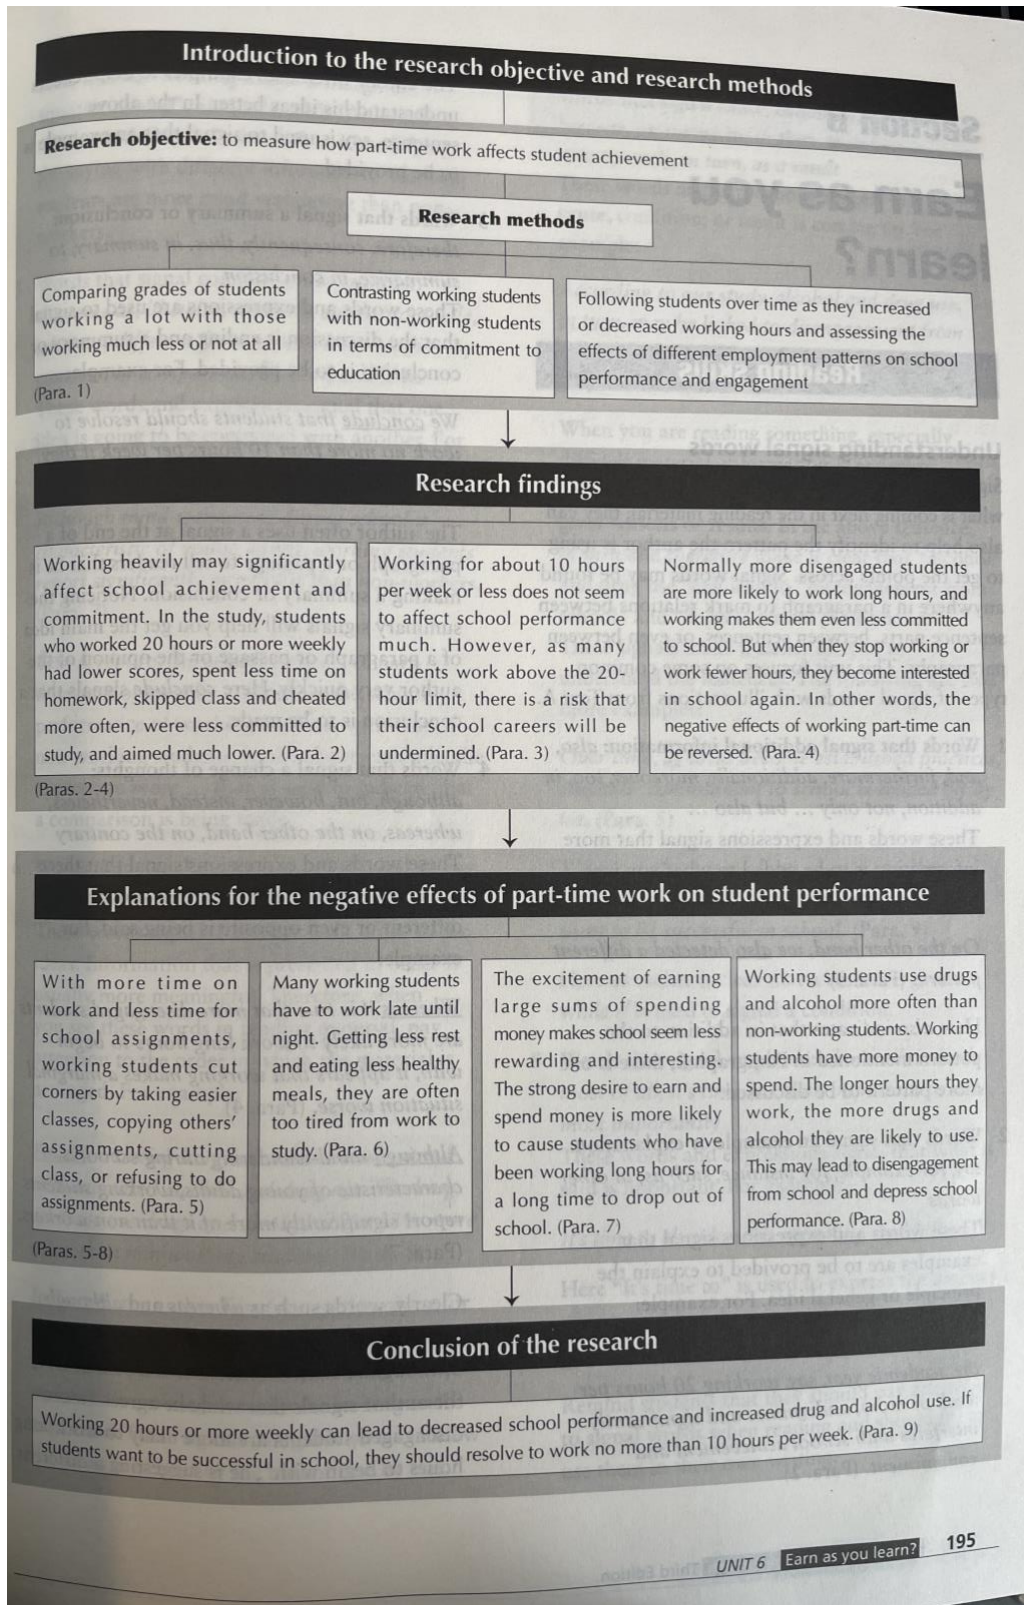 Introduction to the research objective and research methods
Research objective: to measure how part-time work affects student achievement
Research methods
Comparing grades of students
working a lot with those
working much less or not at all
(Para. 1)
Contrasting working students
with non-working students
in terms of commitment to
education
Following students over time as they increased
or decreased working hours and assessing the
effects of different employment patterns on school
performance and engagement
Research findings
Working heavily may significantly
affect school achievement and
commitment. In the study, students
who worked 20 hours or more weekly
had lower scores, spent less time on
homework, skipped class and cheated
more often, were less committed to
study, and aimed much lower. (Para. 2)
Working for about 10 hours
per week or less does not seem
to affect school performance
much. However, as many
students work above the 20-
hour limit, there is a risk that
their school careers will be
undermined. (Para. 3)
Normally more disengaged students
are more likely to work long hours, and
working makes them even less committed
to school. But when they stop working or
work fewer hours, they become interested
in school again. In other words, the
negative effects of working part-time can
be reversed. (Para. 4)
(Paras. 2-4)
Explanations for the negative effects of part-time work on student performance
With more time on
work and less time for
school assignments,
working students cut
corners by taking easier
classes, copying others'
assignments, cutting
class, or refusing to do
assignments. (Para. 5)
Many working students
have to work late until
night. Getting less rest
and eating less healthy
meals, they are often
too tired from work to
study. (Para. 6)
The excitement of earning
large sums of spending
money makes school seem less
rewarding and interesting.
The strong desire to earn and
spend money is more likely
to cause students who have
been working long hours for
a long time to drop out of
school. (Para. 7)
Working students use drugs
and alcohol more often than
non-working students. Working
students have more money to
spend. The longer hours they
work, the more drugs and
alcohol they are likely to use.
This may lead to disengagement
from school and depress school
performance. (Para. 8)
(Paras. 5-8)
Conclusion of the research
Working 20 hours or more weekly can lead to decreased school performance and increased drug and alcohol use. If
students want to be successful in school, they should resolve to work no more than 10 hours per week. (Para. 9)
UNIT 6 Earn as you learn? 195